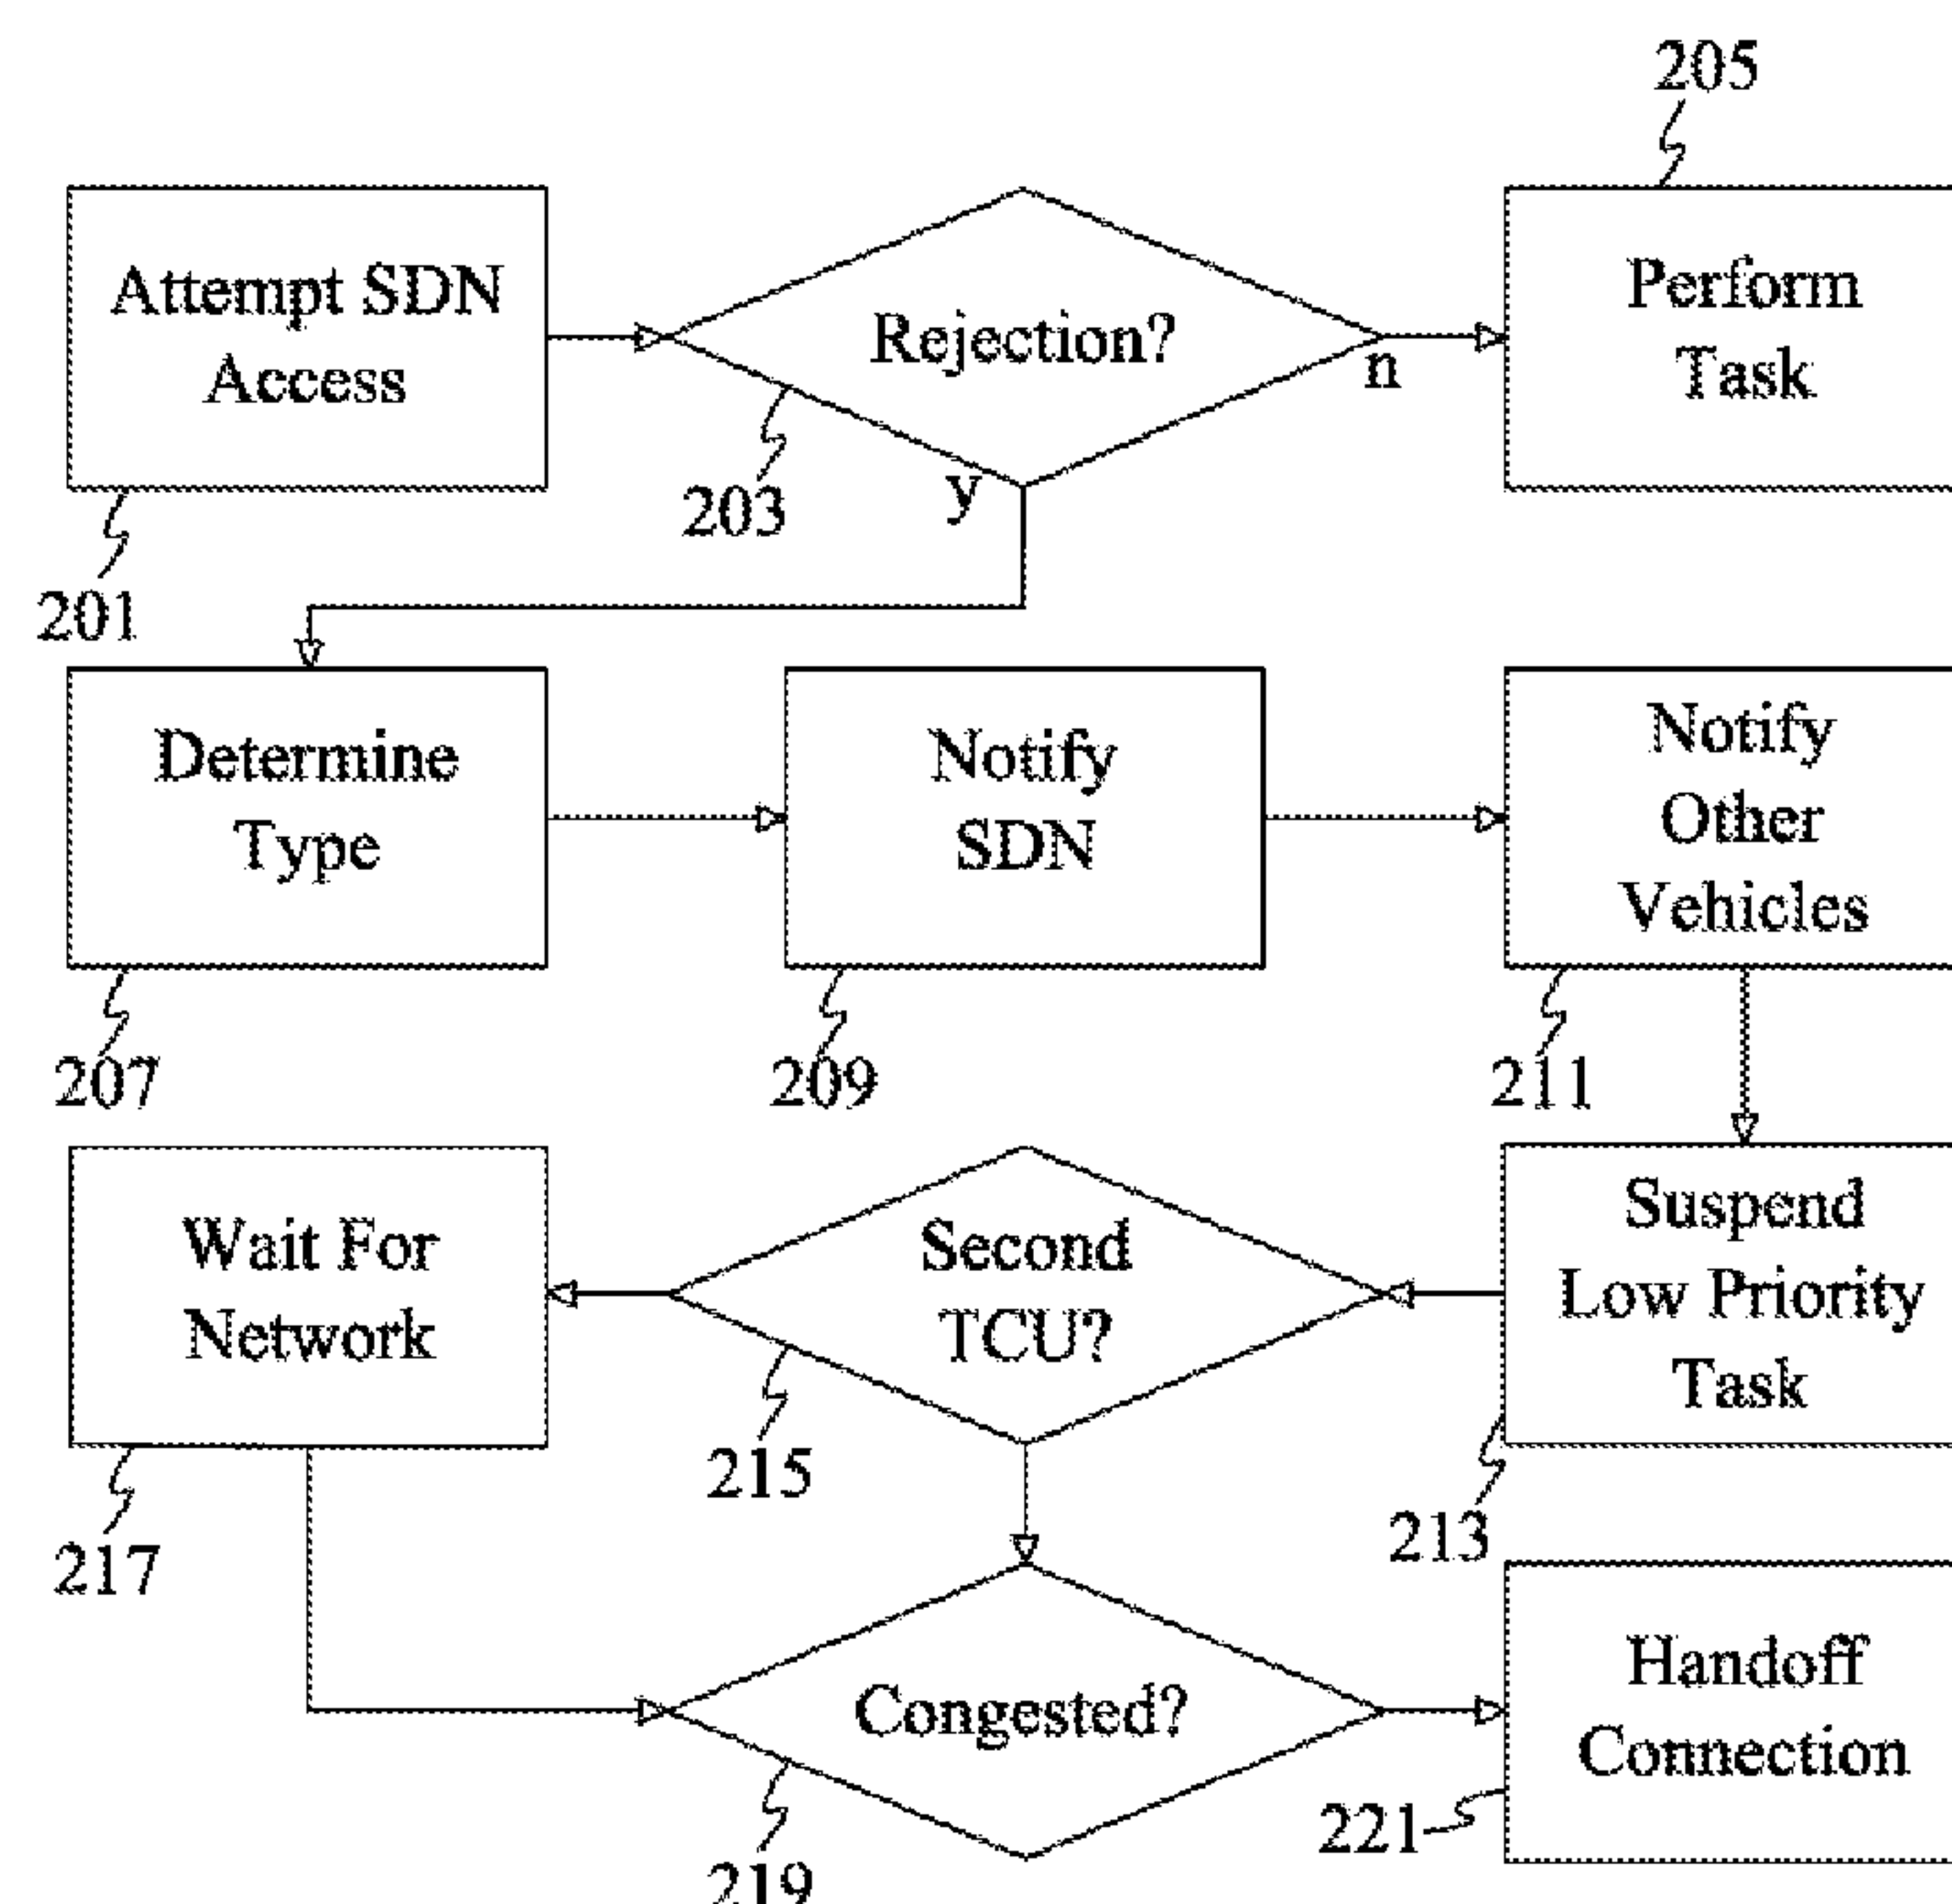 205
Attempt SDN
Access
Rejection?
n
Perform
Task
y
203
201
Determine
Type
Notify
SDN
Notify
Other
Vehicles
207
209
211
Wait For
Network
Second
TCU?
Suspend
Low Priority
Task
215
213
217
Congested?
Handoff
Connection
221
219